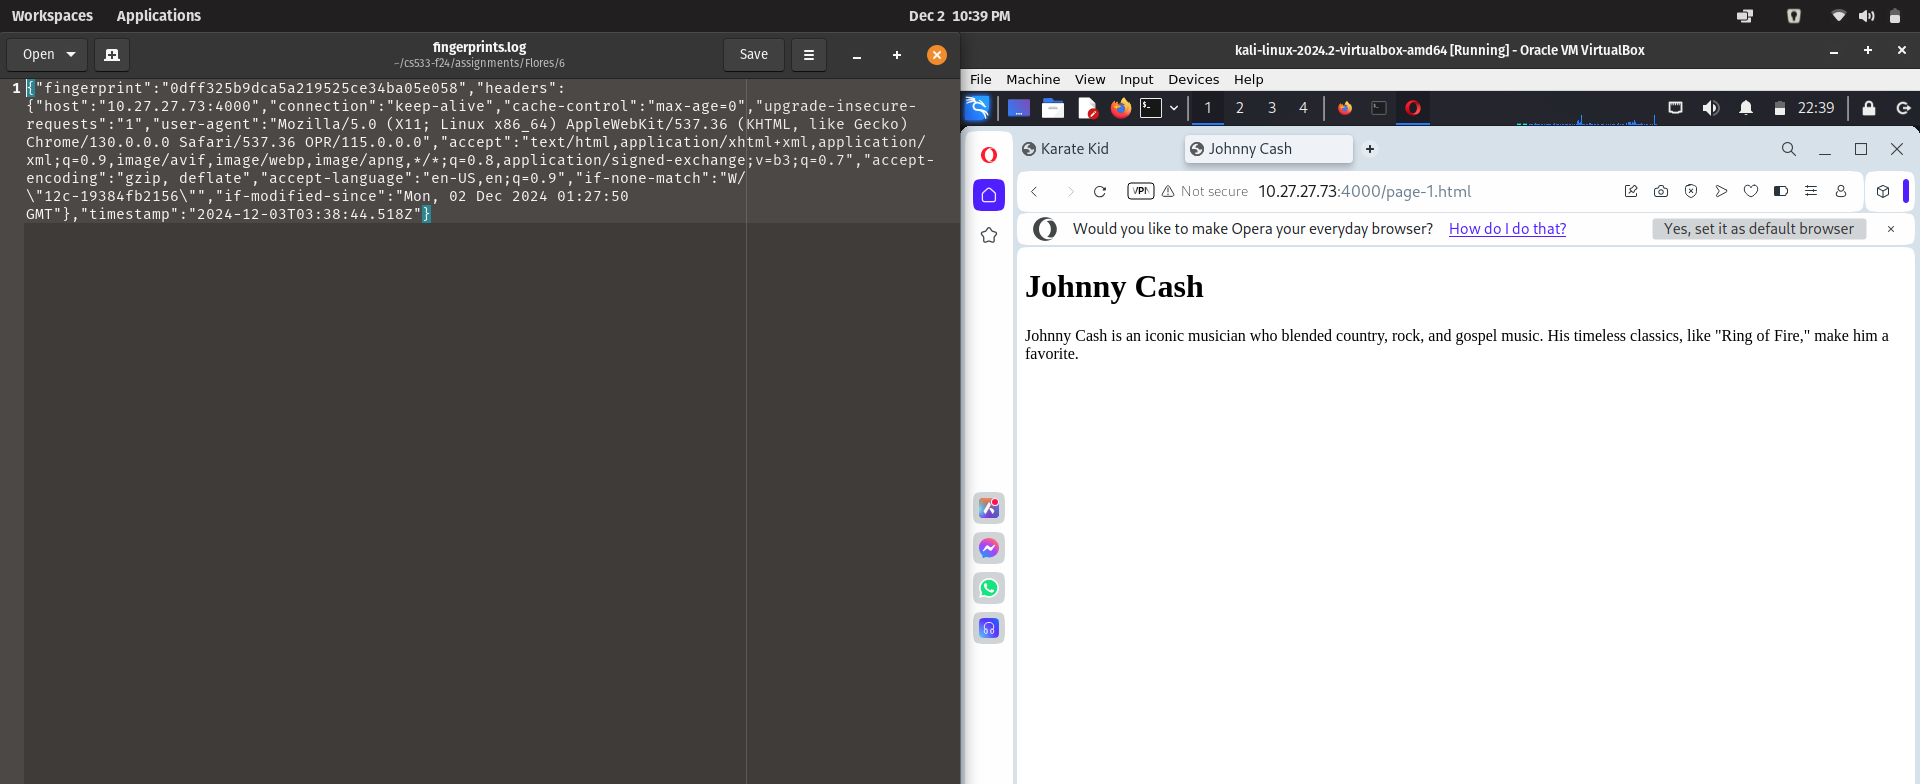 Workspaces Applications Dec 2 10:39 PM
Open fingerprints.log Save
~/cs533-f24/assignments/Flores/6
1 {"fingerprint":"0dff325b9dca5a219525ce34ba05e058","headers":
{"host":"10.27.27.73:4000","connection":"keep-alive","cache-control":"max-age=0","upgrade-insecure-
requests":"1","user-agent":"Mozilla/5.0 (X11; Linux x86_64) AppleWebKit/537.36 (KHTML, like Gecko)
Chrome/130.0.0.0 Safari/537.36 OPR/115.0.0.0","accept":"text/html,application/xhtml+xml,application/
xml;q=0.9,image/avif,image/webp,image/apng,*/*;q=0.8,application/signed-exchange;v=b3;q=0.7","accept-
encoding":"gzip, deflate","accept-language":"en-US,en;q=0.9","if-none-match":"W/
\"12c-19384fb2156\"","if-modified-since":"Mon, 02 Dec 2024 01:27:50
GMT"},"timestamp":"2024-12-03T03:38:44.518Z"}
kali-linux-2024.2-virtualbox-amd64 [Running] - Oracle VM VirtualBox
File Machine View Input Devices Help
1 2 3 4 22:39
Karate Kid Johnny Cash
VPN Not secure 10.27.27.73:4000/page-1.html
Would you like to make Opera your everyday browser? How do I do that? Yes, set it as default browser
Johnny Cash
Johnny Cash is an iconic musician who blended country, rock, and gospel music. His timeless classics, like "Ring of Fire," make him a
favorite.